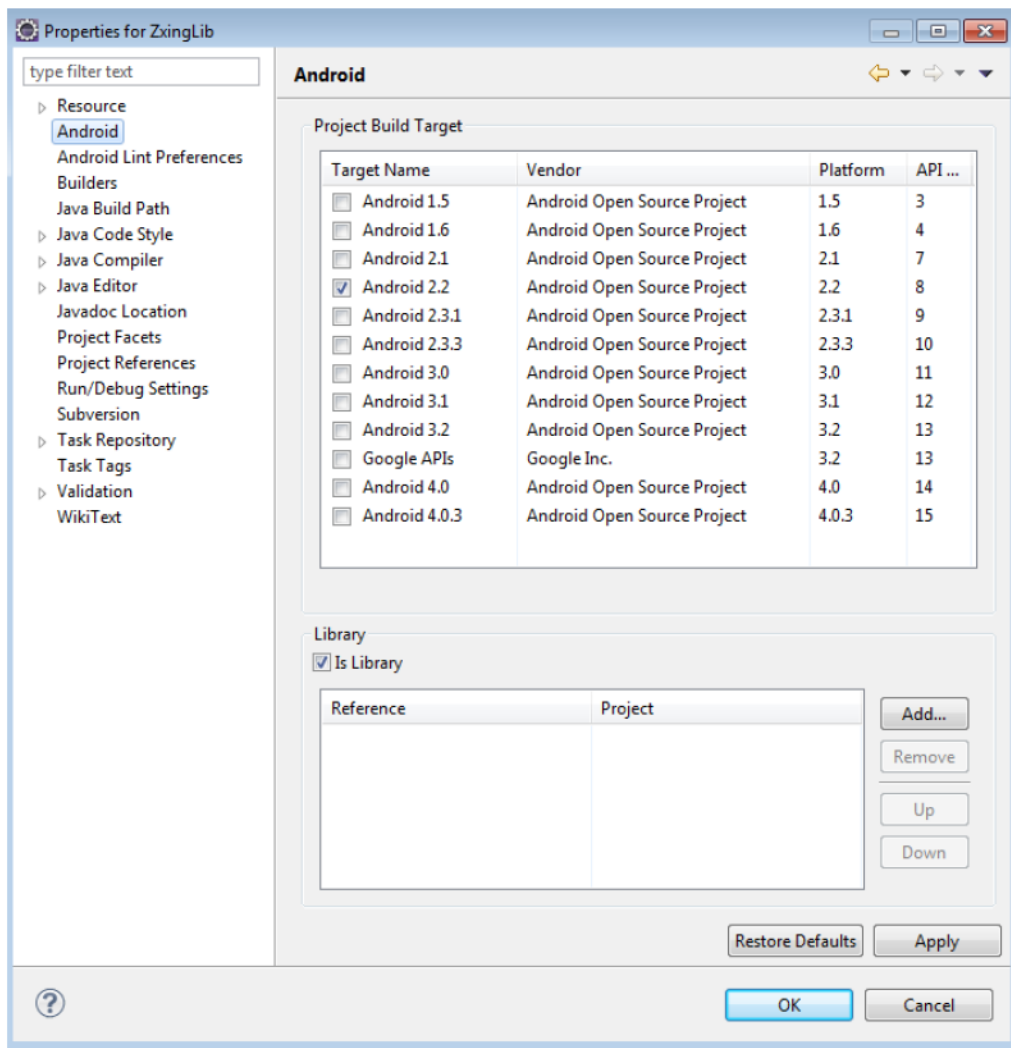 Properties for ZxingLib
type filter text
Resource
Android
Android Lint Preferences
Builders
Java Build Path
Java Code Style
Java Compiler
Java Editor
Javadoc Location
Project Facets
Project References
Run/Debug Settings
Subversion
Task Repository
Task Tags
Validation
WikiText
Android
Project Build Target
Target Name Vendor Platform API ...
Android 1.5 Android Open Source Project 1.5 3
Android 1.6 Android Open Source Project 1.6 4
Android 2.1 Android Open Source Project 2.1 7
Android 2.2 Android Open Source Project 2.2 8
Android 2.3.1 Android Open Source Project 2.3.1 9
Android 2.3.3 Android Open Source Project 2.3.3 10
Android 3.0 Android Open Source Project 3.0 11
Android 3.1 Android Open Source Project 3.1 12
Android 3.2 Android Open Source Project 3.2 13
Google APIs Google Inc. 3.2 13
Android 4.0 Android Open Source Project 4.0 14
Android 4.0.3 Android Open Source Project 4.0.3 15
Library
Is Library
Reference Project
Add...
Remove
Up
Down
Restore Defaults Apply
? OK Cancel